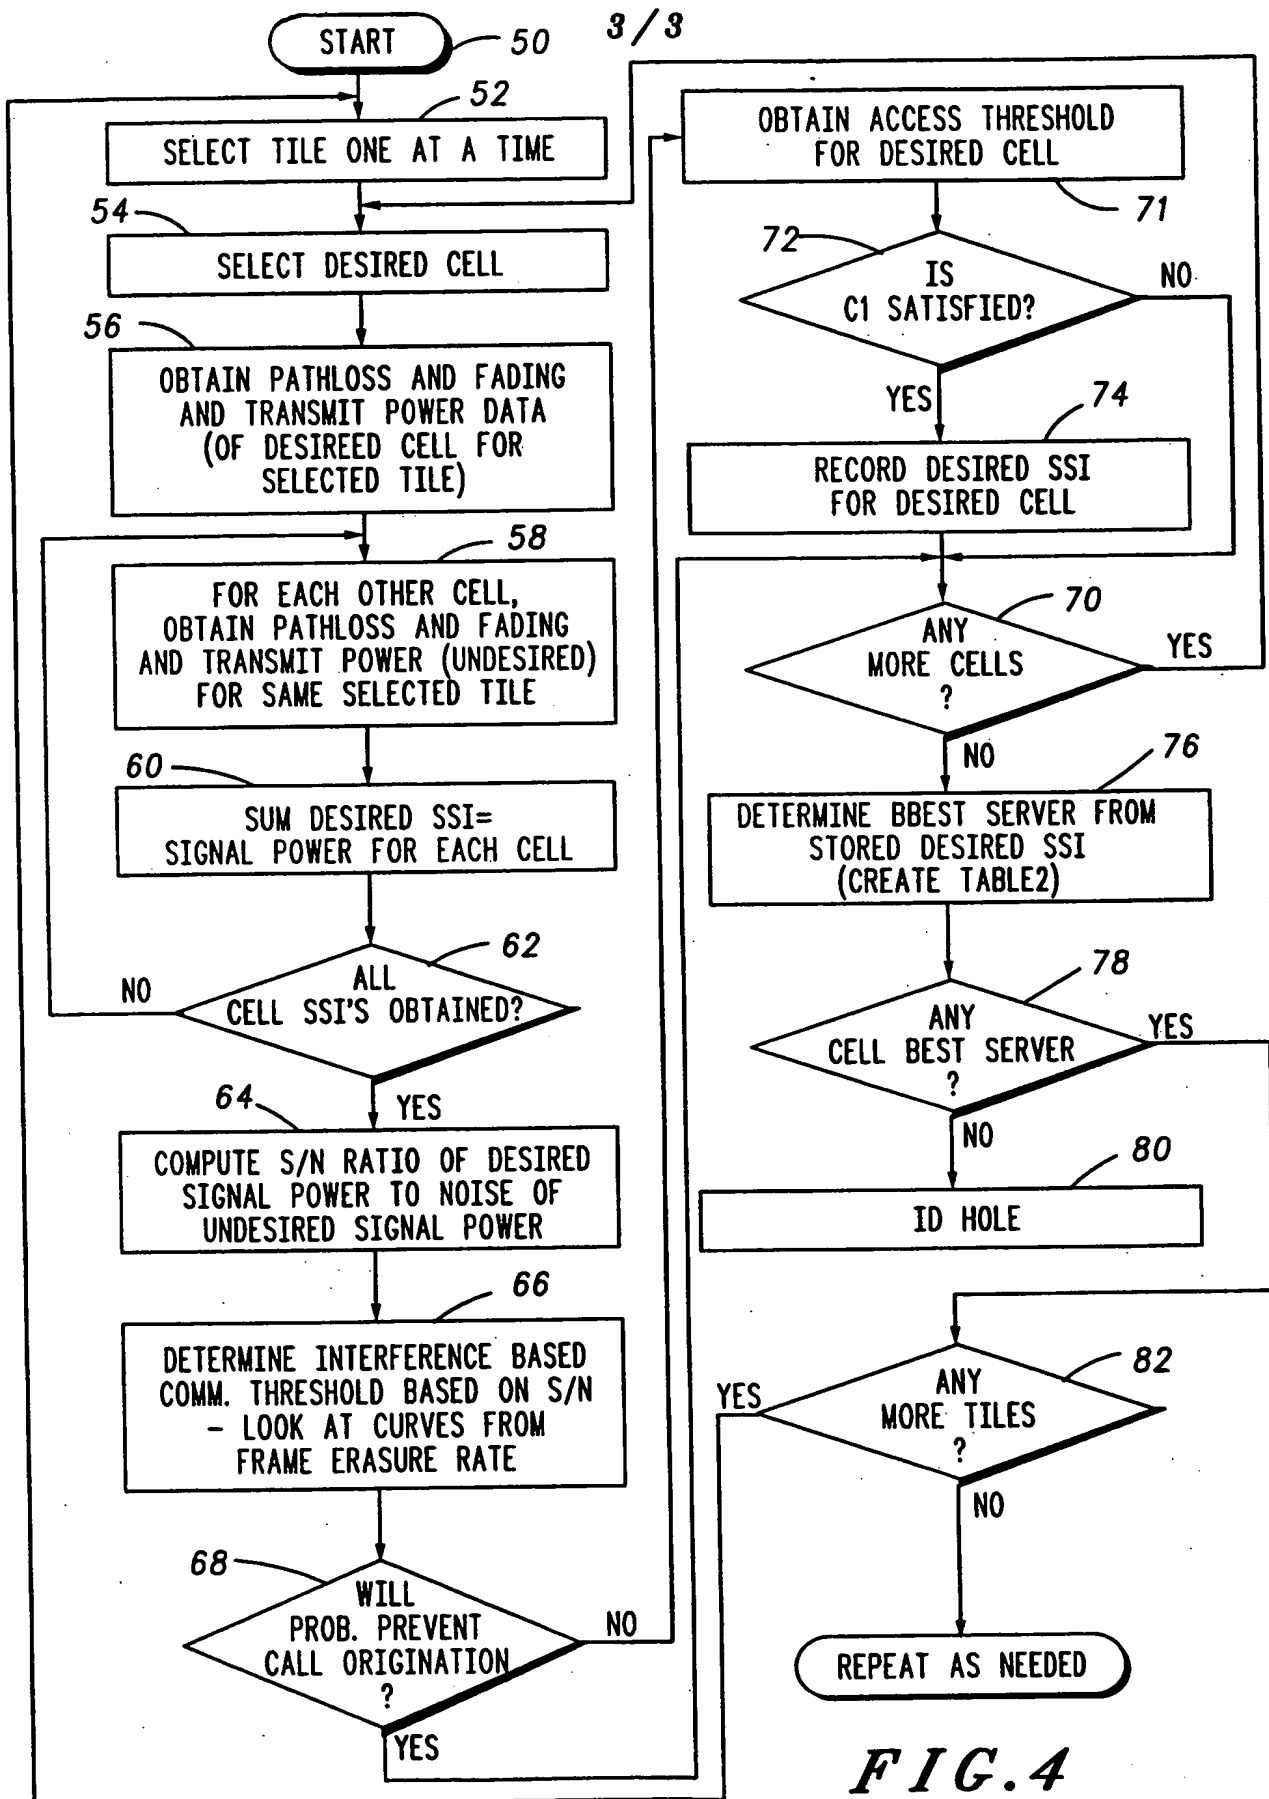 3/3
START
50
52
SELECT TILE ONE AT A TIME
54
SELECT DESIRED CELL
56
OBTAIN PATHLOSS AND FADING
AND TRANSMIT POWER DATA
(OF DESIREED CELL FOR
SELECTED TILE)
58
FOR EACH OTHER CELL,
OBTAIN PATHLOSS AND FADING
AND TRANSMIT POWER (UNDESIRED)
FOR SAME SELECTED TILE
60
SUM DESIRED SSI=
SIGNAL POWER FOR EACH CELL
62
ALL
CELL SSI'S OBTAINED?
NO
YES
64
COMPUTE S/N RATIO OF DESIRED
SIGNAL POWER TO NOISE OF
UNDESIRED SIGNAL POWER
66
DETERMINE INTERFERENCE BASED
COMM. THRESHOLD BASED ON S/N
- LOOK AT CURVES FROM
FRAME ERASURE RATE
68
WILL
PROB. PREVENT
CALL ORIGINATION
?
NO
YES
OBTAIN ACCESS THRESHOLD
FOR DESIRED CELL
71
72
IS
C1 SATISFIED?
NO
YES
74
RECORD DESIRED SSI
FOR DESIRED CELL
70
ANY
MORE CELLS
?
YES
NO
76
DETERMINE BBEST SERVER FROM
STORED DESIRED SSI
(CREATE TABLE2)
78
ANY
CELL BEST SERVER
?
YES
NO
80
ID HOLE
82
ANY
MORE TILES
?
YES
NO
REPEAT AS NEEDED
FIG.4